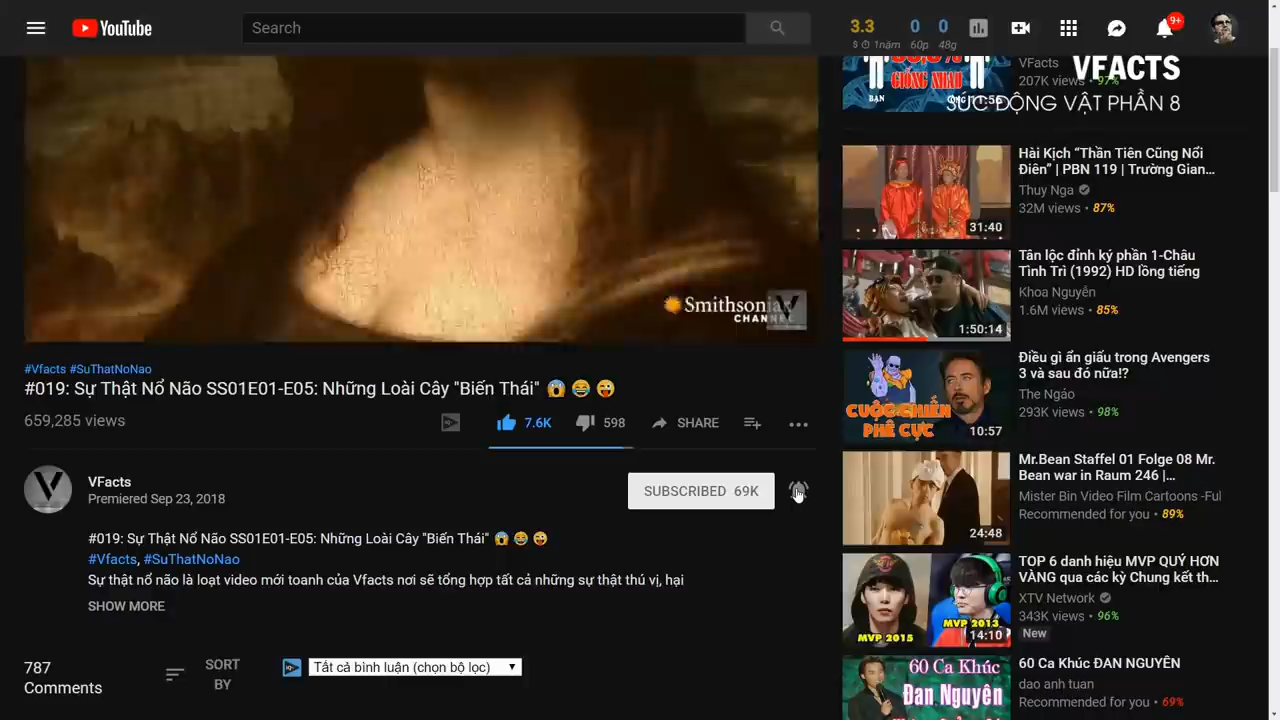 YouTube
Search
3.3
0
0
$
1năm
60p
48g
9+
VFACTS
SÚC ĐỘNG VẬT PHẦN 8
GIỐNG NHAU
BẠN
11:56
VFacts
207K views • 97%
Smithsonian
CHANNEL
V
31:40
Hài Kịch “Thần Tiên Cũng Nổi
Điên” | PBN 119 | Trường Gian...
Thuy Nga
32M views • 87%
1:50:14
Tân lộc đỉnh ký phần 1-Châu
Tinh Trì (1992) HD lồng tiếng
Khoa Nguyễn
1.6M views • 85%
CUỘC CHIẾN
PHÊ CỰC
10:57
Điều gì ẩn giấu trong Avengers
3 và sau đó nữa!?
The Ngáo
293K views • 98%
24:48
Mr.Bean Staffel 01 Folge 08 Mr.
Bean war in Raum 246 |...
Mister Bin Video Film Cartoons -Ful
Recommended for you • 89%
MVP 2015
MVP 2013
14:10
TOP 6 danh hiệu MVP QUÝ HƠN
VÀNG qua các kỳ Chung kết th...
XTV Network
343K views • 96%
New
60 Ca Khúc
Đan Nguyên
60 Ca Khúc ĐAN NGUYÊN
dao anh tuan
Recommended for you • 69%
#Vfacts #SuThatNoNao
#019: Sự Thật Nổ Não SS01E01-E05: Những Loài Cây "Biến Thái" 😱 😂 😜
659,285 views
7.6K
598
SHARE
V
VFacts
Premiered Sep 23, 2018
SUBSCRIBED 69K
#019: Sự Thật Nổ Não SS01E01-E05: Những Loài Cây "Biến Thái" 😱 😂 😜
#Vfacts, #SuThatNoNao
Sự thật nổ não là loạt video mới toanh của Vfacts nơi sẽ tổng hợp tất cả những sự thật thú vị, hại
SHOW MORE
787
Comments
SORT
BY
Tất cả bình luận (chọn bộ lọc)